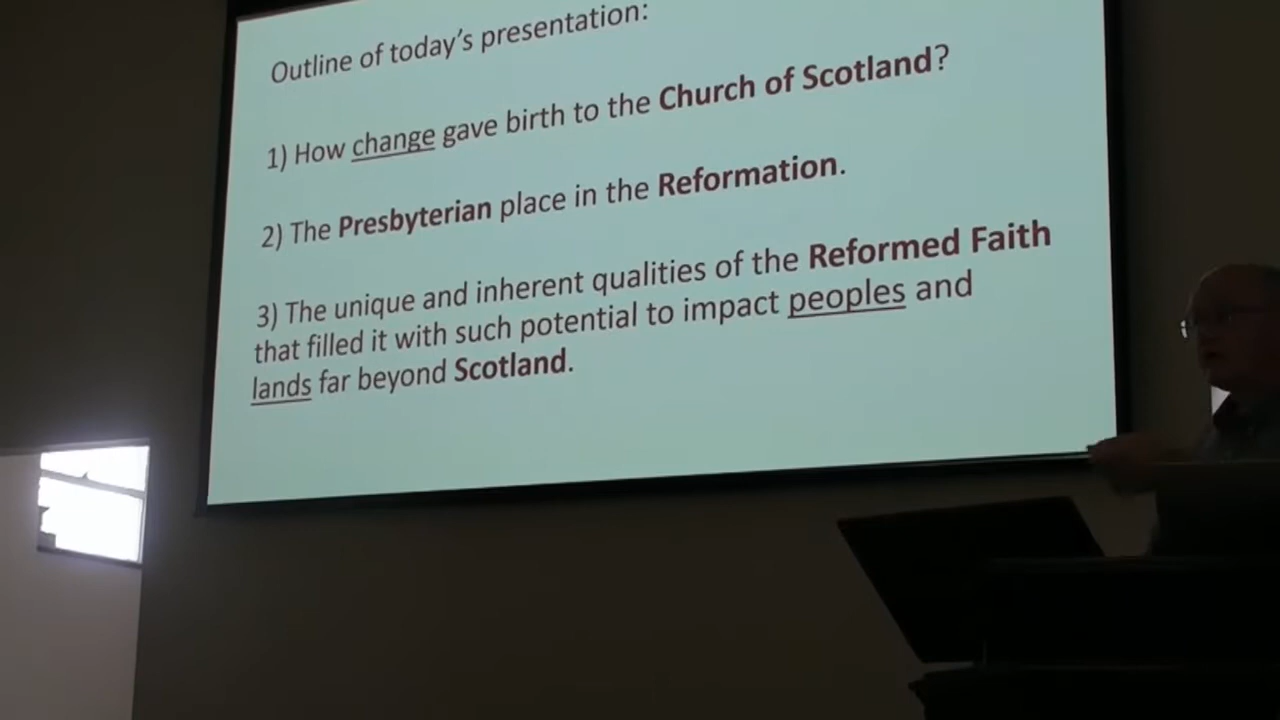 Outline of today's presentation:
1) How change gave birth to the Church of Scotland?
2) The Presbyterian place in the Reformation.
3) The unique and inherent qualities of the Reformed Faith
that filled it with such potential to impact peoples and
lands far beyond Scotland.